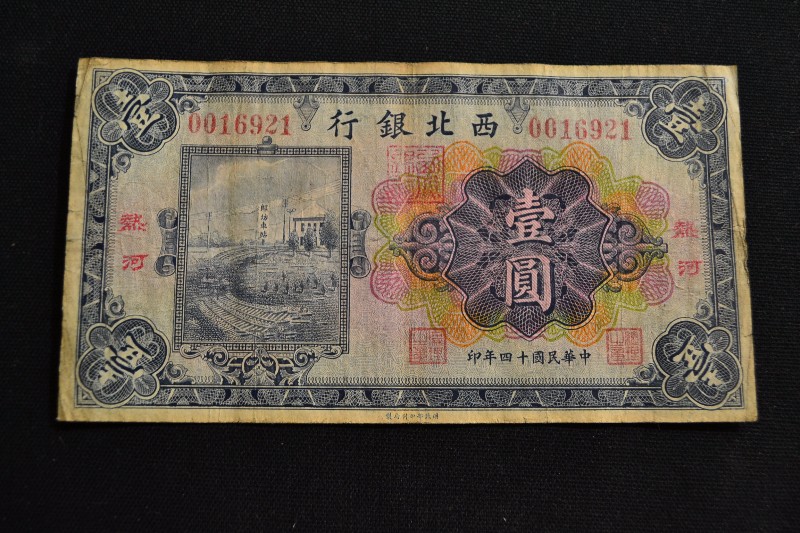 西北銀行
0016921
0016921
壹
壹
熱河
熱河
壹圓
中華民國十四年印
壹
壹